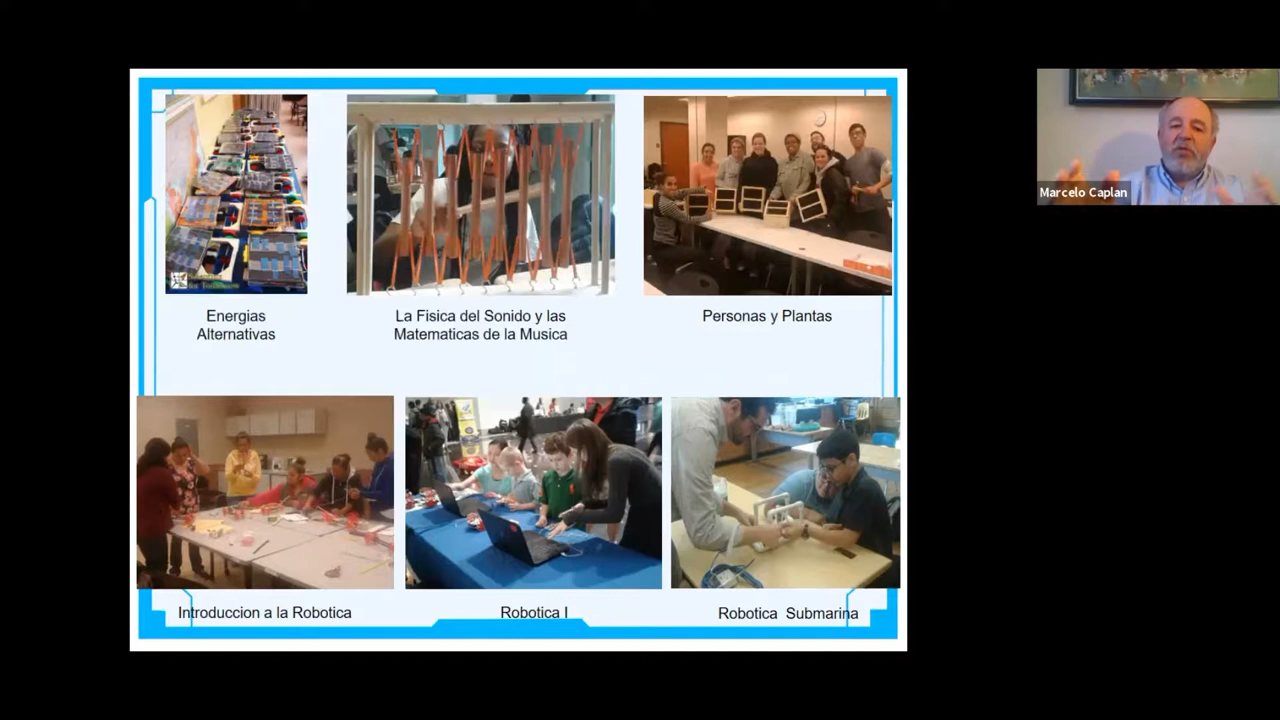 Energias
Alternativas
La Fisica del Sonido y las
Matematicas de la Musica
Personas y Plantas
Marcelo Caplan
Introduccion a la Robotica
Robotica I
Robotica Submarina